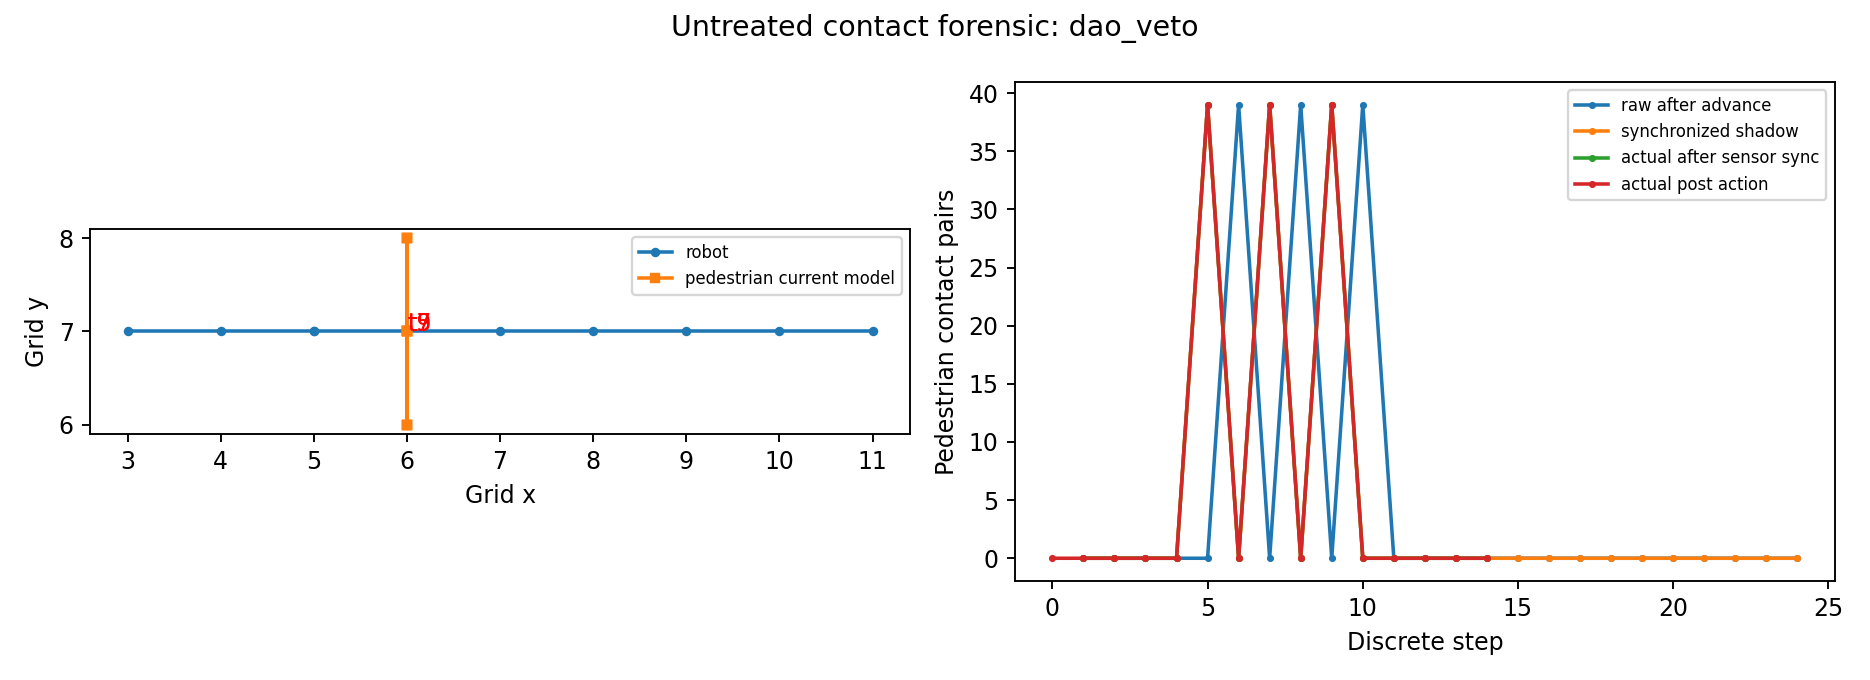 Untreated contact forensic: dao_veto
Grid y
8
7
6
robot
pedestrian current model
3 4 5 6 7 8 9 10 11
Grid x
Pedestrian contact pairs
40
35
30
25
20
15
10
5
0
raw after advance
synchronized shadow
actual after sensor sync
actual post action
0 5 10 15 20 25
Discrete step